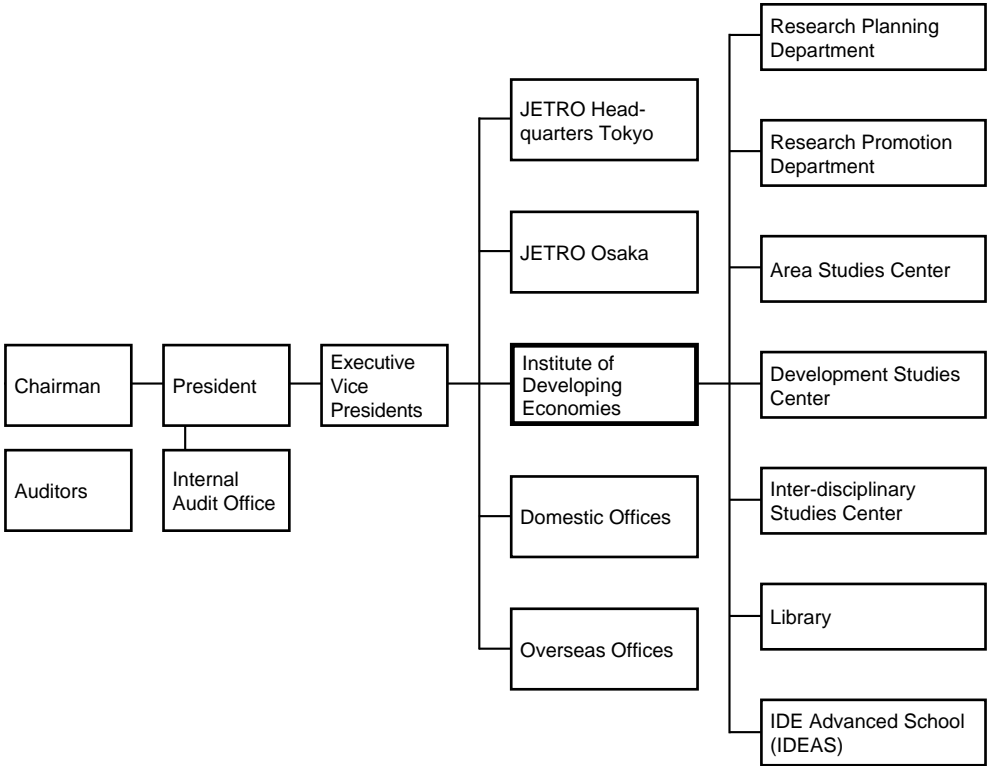 Chairman
Auditors
President
Internal
Audit Office
Executive
Vice
Presidents
JETRO Head-
quarters Tokyo
JETRO Osaka
Institute of
Developing
Economies
Domestic Offices
Overseas Offices
Research Planning
Department
Research Promotion
Department
Area Studies Center
Development Studies
Center
Inter-disciplinary
Studies Center
Library
IDE Advanced School
(IDEAS)